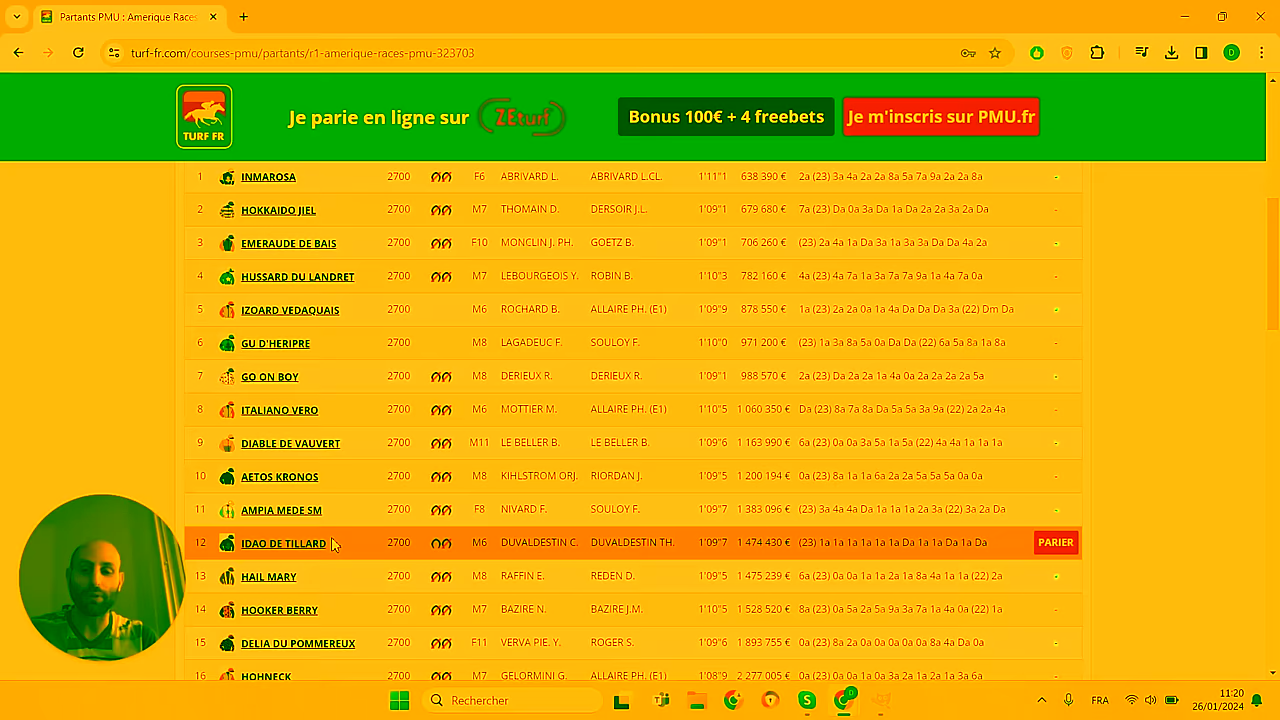 Partants PMU : Amerique Races
turf-fr.com/courses-pmu/partants/r1-amerique-races-pmu-323703
D
TURF FR
Je parie en ligne sur ZEturf
Bonus 100€ + 4 freebets
Je m'inscris sur PMU.fr
1 INMAROSA 2700 F6 ABRIVARD L. ABRIVARD L.CL. 1'11"1 638 390 € 2a (23) 3a 4a 2a 2a 8a 5a 7a 9a 2a 2a 8a -
2 HOKKAIDO JIEL 2700 M7 THOMAIN D. DERSOIR J.L. 1'09"1 679 680 € 7a (23) Da 0a 3a Da 1a Da 2a 2a 3a 2a Da -
3 EMERAUDE DE BAIS 2700 F10 MONCLIN J. PH. GOETZ B. 1'09"1 706 260 € (23) 2a 4a 1a Da 3a 1a 3a 3a Da Da 4a 2a -
4 HUSSARD DU LANDRET 2700 M7 LEBOURGEOIS Y. ROBIN B. 1'10"3 782 160 € 4a (23) 4a 7a 1a 3a 7a 7a 9a 1a 4a 7a 0a -
5 IZOARD VEDAQUAIS 2700 M6 ROCHARD B. ALLAIRE PH. (E1) 1'09"9 878 550 € 1a (23) 2a 2a 0a 1a 4a Da Da Da 3a (22) Dm Da -
6 GU D'HERIPRE 2700 M8 LAGADEUC F. SOULOY F. 1'10"0 971 200 € (23) 1a 3a 8a 5a 0a Da Da (22) 6a 5a 8a 1a 8a -
7 GO ON BOY 2700 M8 DERIEUX R. DERIEUX R. 1'09"1 988 570 € 2a (23) Da 2a 2a 1a 4a 0a 2a 2a 2a 2a 5a -
8 ITALIANO VERO 2700 M6 MOTTIER M. ALLAIRE PH. (E1) 1'10"5 1 060 350 € Da (23) 8a 7a 8a Da 5a 5a 3a 9a (22) 2a 2a 4a -
9 DIABLE DE VAUVERT 2700 M11 LE BELLER B. LE BELLER B. 1'09"6 1 163 990 € 6a (23) 0a 0a 3a 5a 1a 5a (22) 4a 4a 1a 1a 1a -
10 AETOS KRONOS 2700 M8 KIHLSTROM ORJ. RIORDAN J. 1'09"5 1 200 194 € 0a (23) 8a 1a 1a 6a 2a 2a 5a 5a 5a 0a 0a -
11 AMPIA MEDE SM 2700 F8 NIVARD F. SOULOY F. 1'09"7 1 383 096 € (23) 3a 4a 4a Da 1a 1a 1a 2a 3a (22) 3a 2a Da -
12 IDAO DE TILLARD 2700 M6 DUVALDESTIN C. DUVALDESTIN TH. 1'09"7 1 474 430 € (23) 1a 1a 1a 1a 1a 1a Da 1a 1a Da 1a Da PARIER
13 HAIL MARY 2700 M8 RAFFIN E. REDEN D. 1'09"5 1 475 239 € 6a (23) 0a 0a 1a 1a 2a 1a 8a 4a 1a 1a (22) 2a -
14 HOOKER BERRY 2700 M7 BAZIRE N. BAZIRE J.M. 1'10"5 1 528 520 € 8a (23) 0a 5a 2a 5a 9a 3a 7a 1a 4a 0a (22) 1a -
15 DELIA DU POMMEREUX 2700 F11 VERVA PIE. Y. ROGER S. 1'09"6 1 893 755 € 0a (23) 8a 2a 0a 0a 0a 0a 0a 8a 4a Da 0a -
16 HOHNECK 2700 M7 GELORMINI G. ALLAIRE PH. (E1) 1'08"9 2 277 005 € 0a (23) 0a 0a 0a 3a 2a 1a 2a 1a 3a 6a
Rechercher
FRA
11:20
26/01/2024